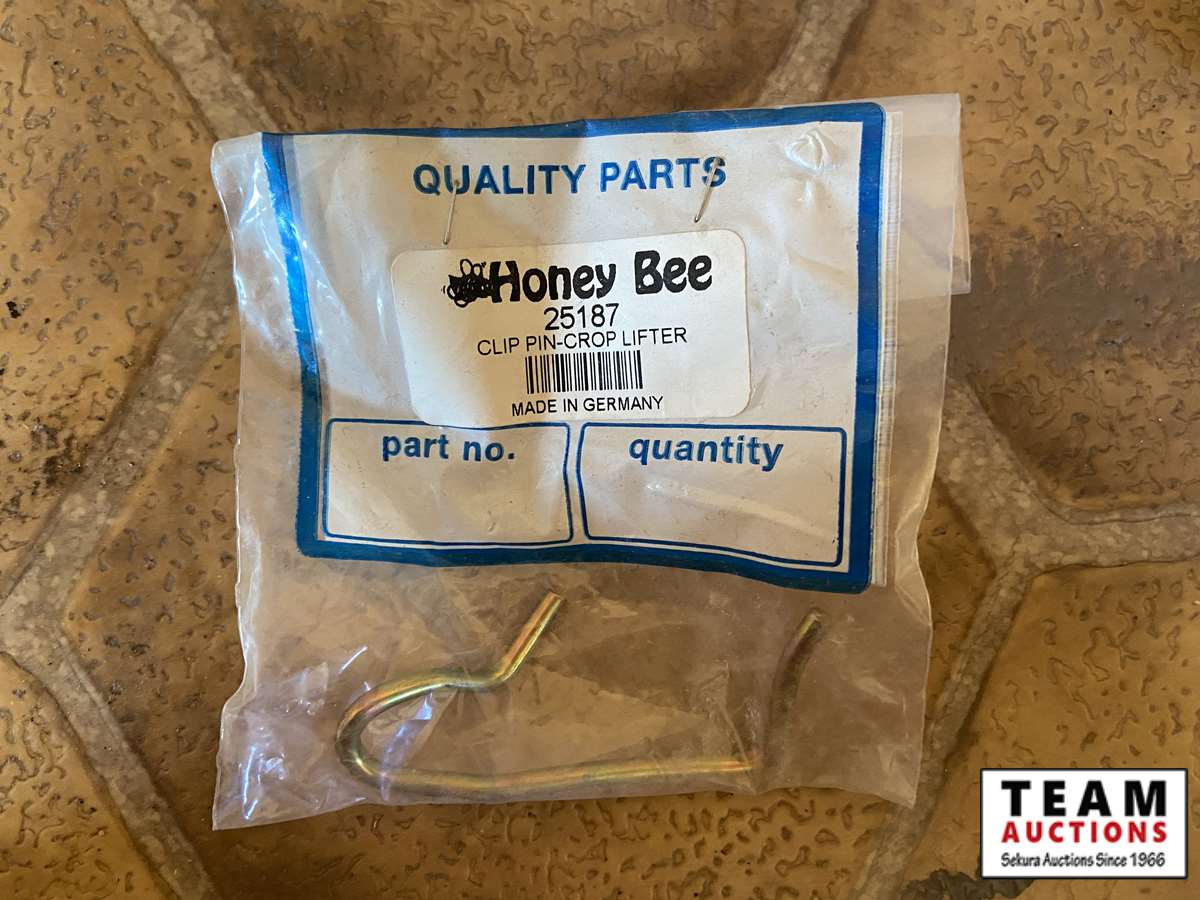 QUALITY PARTS
Honey Bee
25187
CLIP PIN-CROP LIFTER
MADE IN GERMANY
part no.
quantity
TEAM
AUCTIONS
Sekura Auctions Since 1966